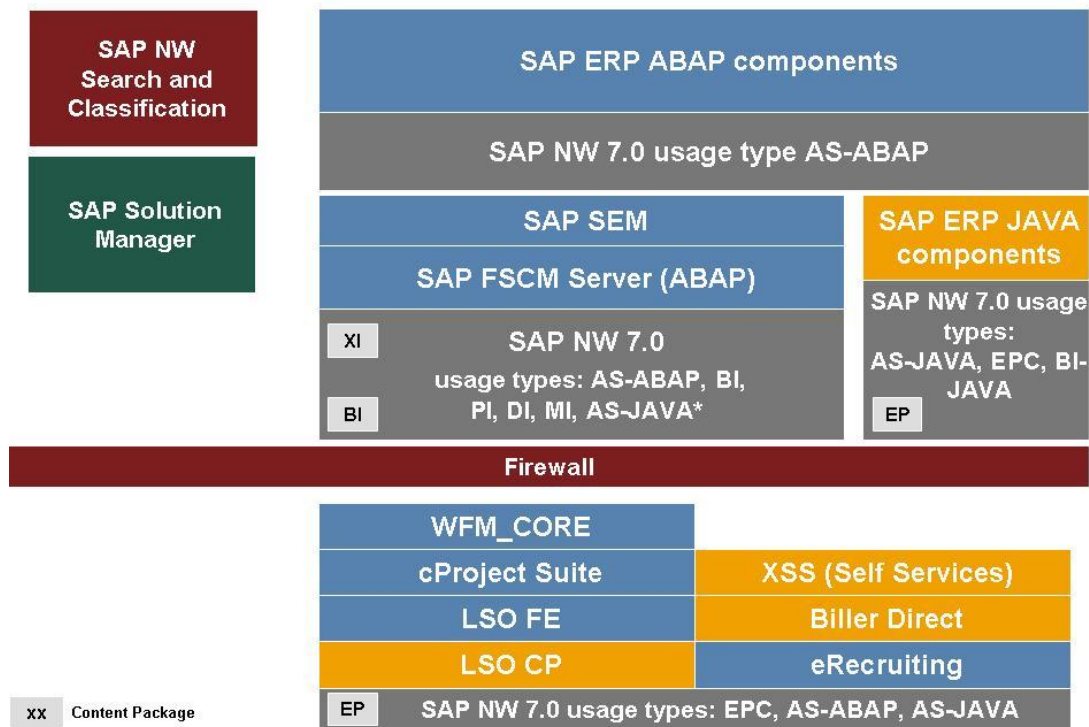 SAP NW
Search and
Classification
SAP Solution
Manager
SAP ERP ABAP components
SAP NW 7.0 usage type AS-ABAP
SAP SEM
SAP FSCM Server (ABAP)
XI
SAP NW 7.0
usage types: AS-ABAP, BI,
BI
PI, DI, MI, AS-JAVA*
SAP ERP JAVA
components
SAP NW 7.0 usage
types:
AS-JAVA, EPC, BI-
JAVA
EP
Firewall
WFM_CORE
cProject Suite
XSS (Self Services)
LSO FE
Biller Direct
LSO CP
eRecruiting
EP
SAP NW 7.0 usage types: EPC, AS-ABAP, AS-JAVA
xx Content Package